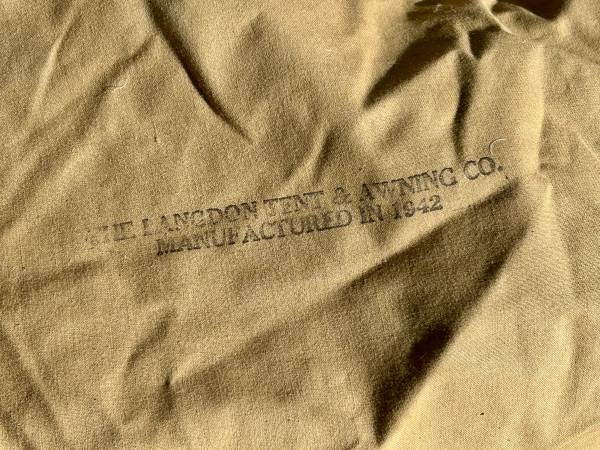 THE LANGDON TENT & AWNING CO.
MANUFACTURED IN 1942